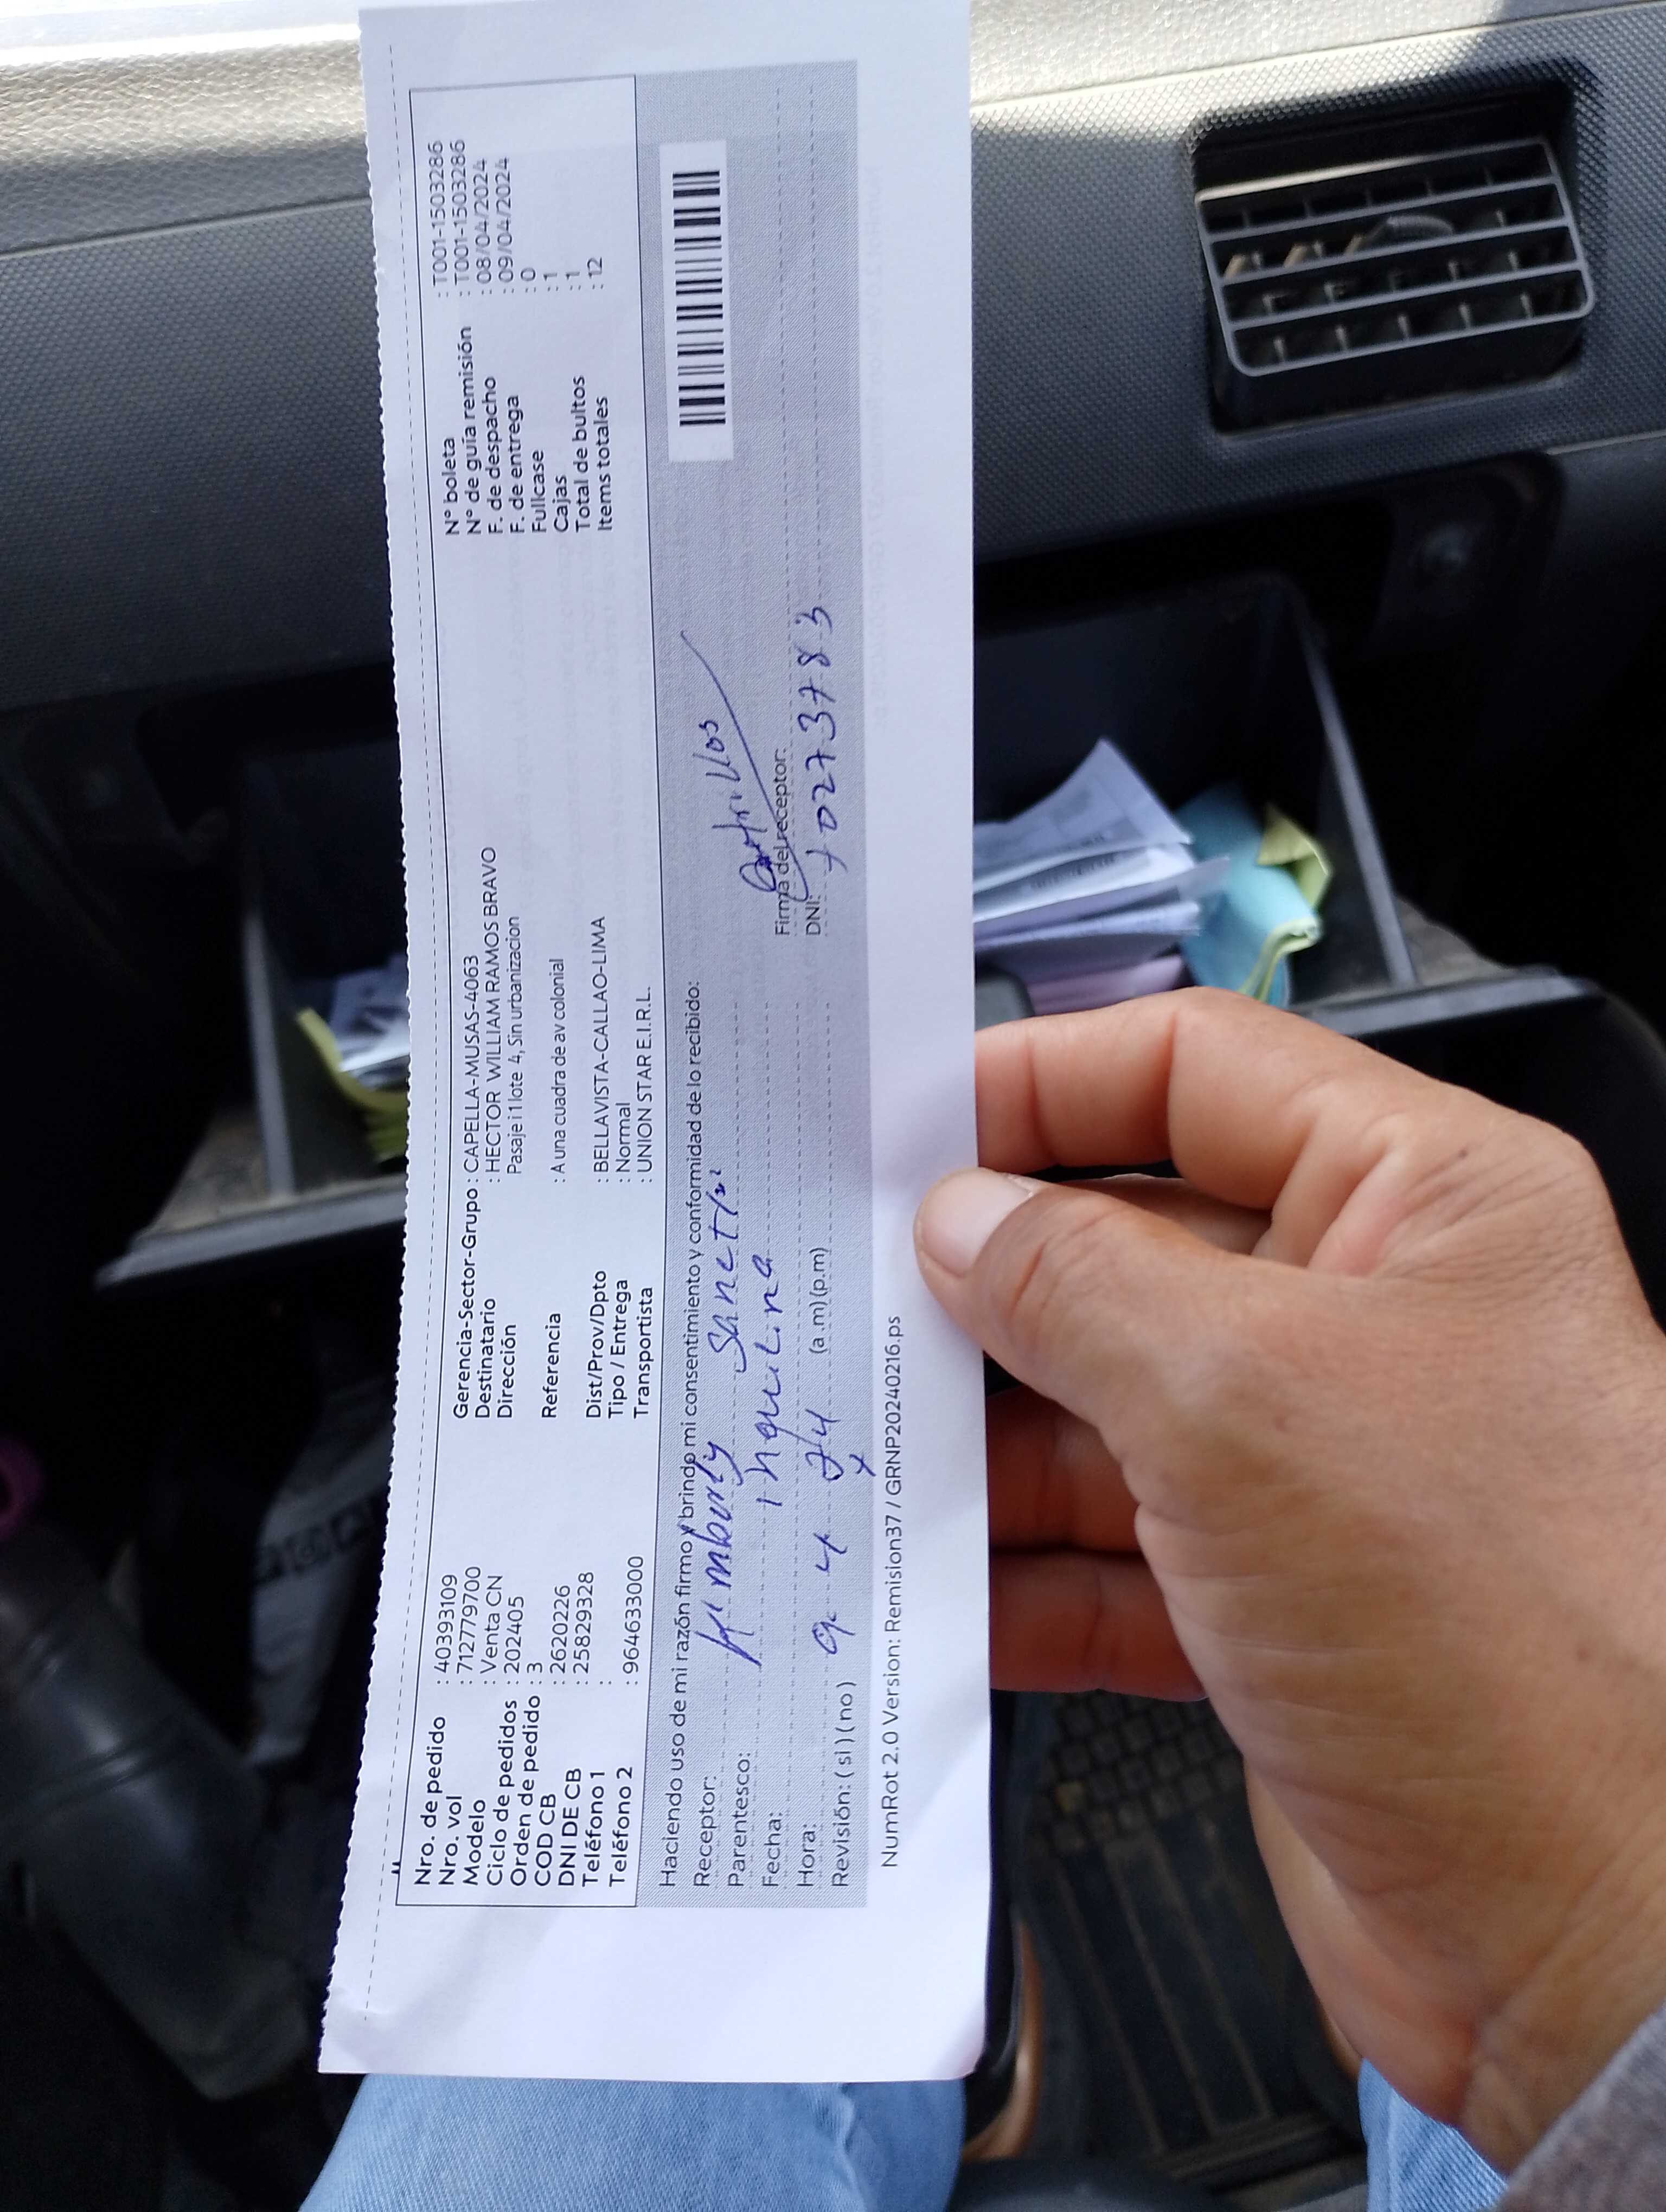 Nro. de pedido : 40393109
Nro. vol : 712779700
Modelo : Venta CN
Ciclo de pedidos : 202405
Orden de pedido : 3
COD CB : 2620226
DNI DE CB : 25829328
Teléfono 1 :
Teléfono 2 : 964633000
Gerencia-Sector-Grupo : CAPELLA-MUSAS-4063
Destinatario : HECTOR WILLIAM RAMOS BRAVO
Dirección Pasaje i 1 lote 4, Sin urbanizacion
Referencia : A una cuadra de av colonial
Dist/Prov/Dpto : BELLAVISTA-CALLAO-LIMA
Tipo / Entrega : Normal
Transportista : UNION STAR E.I.R.L.
N° boleta : T001-1503286
N° de guía remisión : T001-1503286
F. de despacho : 08/04/2024
F. de entrega : 09/04/2024
Fullcase : 0
Cajas : 1
Total de bultos : 1
Items totales : 12
Haciendo uso de mi razón firmo y brindo mi consentimiento y conformidad de lo recibido:
Receptor: Kimburly
Parentesco: Inquilina
Fecha: 9 4 24
Hora: (a.m) (p.m)
Revisión: ( si ) ( no )
Firma del receptor:
DNI: 70273783
NumRot 2.0 Version: Remision37 / GRNP20240216.ps